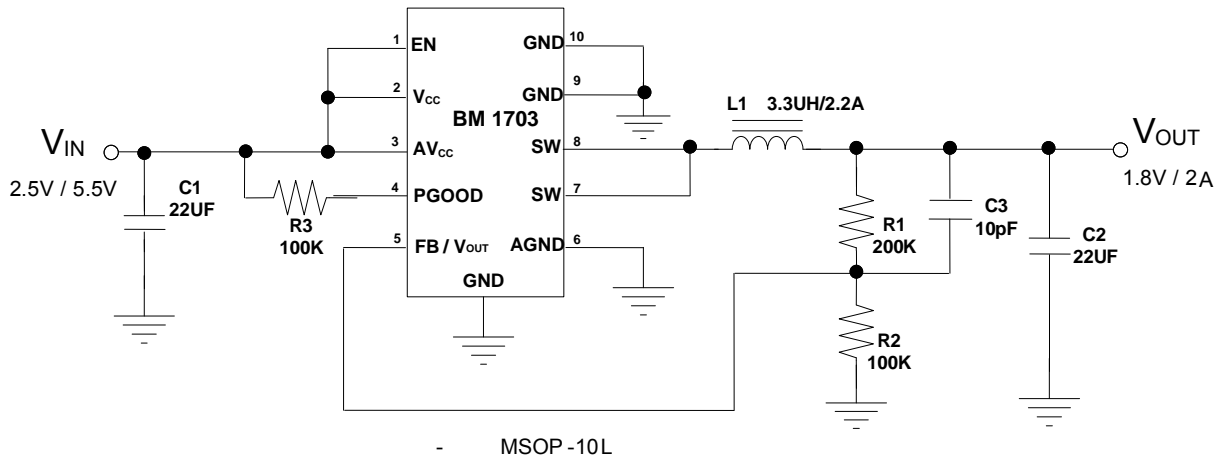 1 EN
GND 10
2 VCC
GND 9
BM 1703
L1 3.3UH/2.2A
VIN
VOUT
3 AVCC
SW 8
2.5V / 5.5V
1.8V / 2A
C1
22UF
4 PGOOD
SW 7
R3
100K
R1
200K
C3
10pF
C2
22UF
5 FB / VOUT
AGND 6
GND
R2
100K
- MSOP -10L